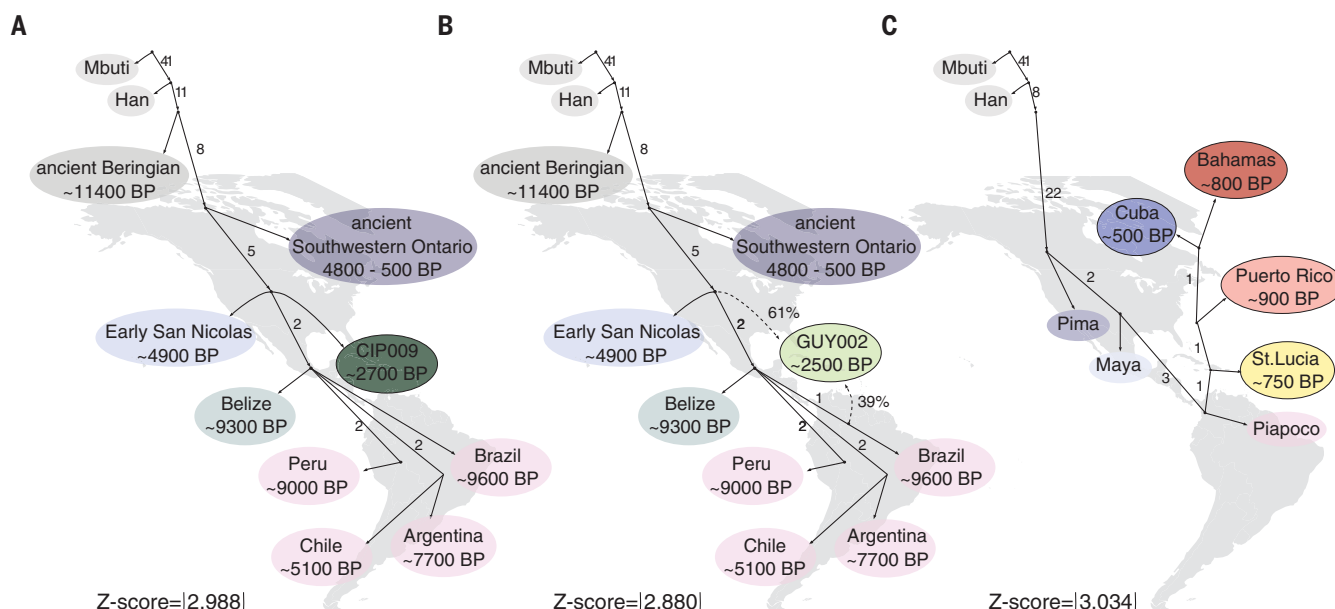 A
Mbuti
41
Han
11
ancient Beringian
~11400 BP
8
ancient
Southwestern Ontario
4800 - 500 BP
5
Early San Nicolas
~4900 BP
2
CIP009
~2700 BP
Belize
~9300 BP
2
2
Peru
~9000 BP
Brazil
~9600 BP
Chile
~5100 BP
Argentina
~7700 BP
Z-score=|2.988|
B
Mbuti
41
Han
11
ancient Beringian
~11400 BP
8
ancient
Southwestern Ontario
4800 - 500 BP
5
61%
Early San Nicolas
~4900 BP
2
GUY002
~2500 BP
Belize
~9300 BP
1
39%
2
2
Peru
~9000 BP
Brazil
~9600 BP
Chile
~5100 BP
Argentina
~7700 BP
Z-score=|2.880|
C
Mbuti
41
Han
8
22
Bahamas
~800 BP
Cuba
~500 BP
2
1
Puerto Rico
~900 BP
Pima
Maya
1
St.Lucia
~750 BP
3
1
Piapoco
Z-score=|3.034|